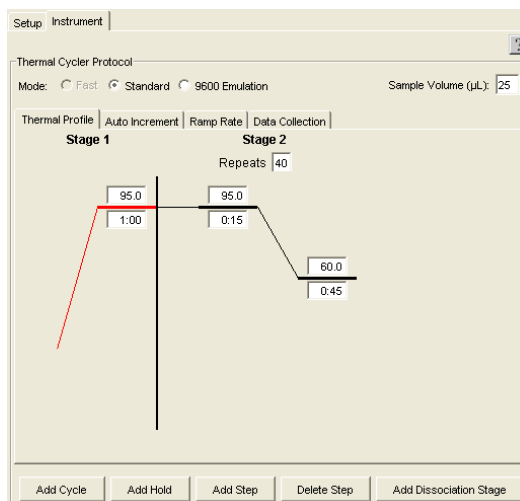 Setup Instrument
?
Thermal Cycler Protocol
Mode: Fast Standard 9600 Emulation Sample Volume (µL): 25
Thermal Profile Auto Increment Ramp Rate Data Collection
Stage 1 Stage 2
Repeats 40
95.0 95.0
1:00 0:15
60.0
0:45
Add Cycle Add Hold Add Step Delete Step Add Dissociation Stage